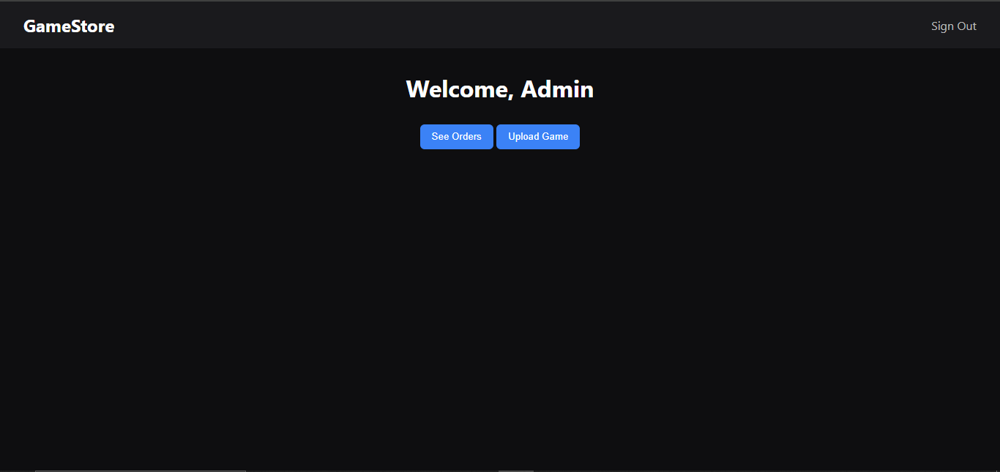 GameStore
Sign Out
Welcome, Admin
See Orders
Upload Game